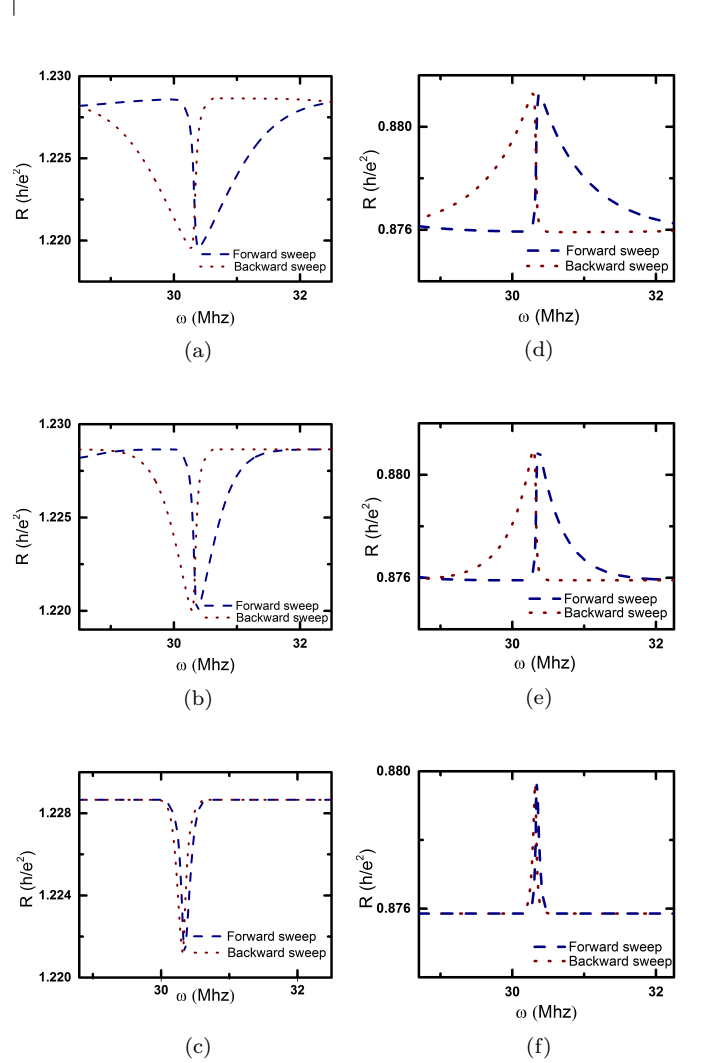 1.230
1.225
1.220
R (h/e²)
30 32
ω (Mhz)
Forward sweep
Backward sweep
(a)
0.880
0.876
R (h/e²)
30 32
ω (Mhz)
Forward sweep
Backward sweep
(d)
1.230
1.225
1.220
R (h/e²)
30 32
ω (Mhz)
Forward sweep
Backward sweep
(b)
0.880
0.876
R (h/e²)
30 32
ω (Mhz)
Forward sweep
Backward sweep
(e)
1.228
1.224
1.220
R (h/e²)
30 32
ω (Mhz)
Forward sweep
Backward sweep
(c)
0.880
0.876
R (h/e²)
30 32
ω (Mhz)
Forward sweep
Backward sweep
(f)